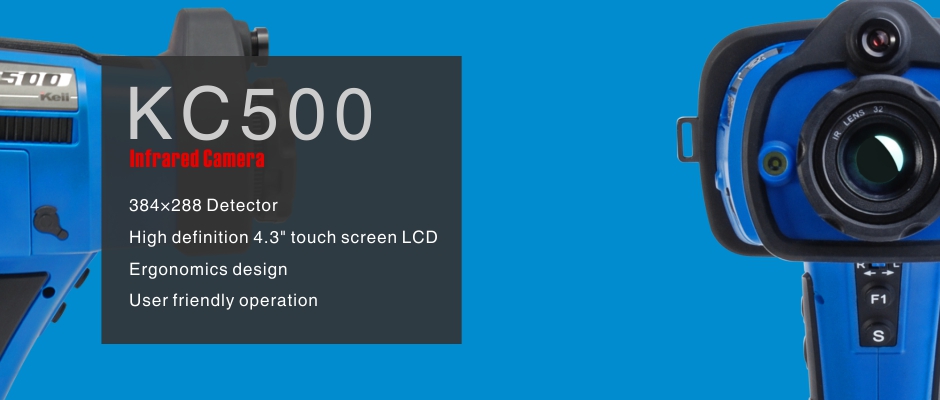 500
Keii
KC500
Infrared Camera
384×288 Detector
High definition 4.3" touch screen LCD
Ergonomics design
User friendly operation
IR LENS 32
R L
F1
S